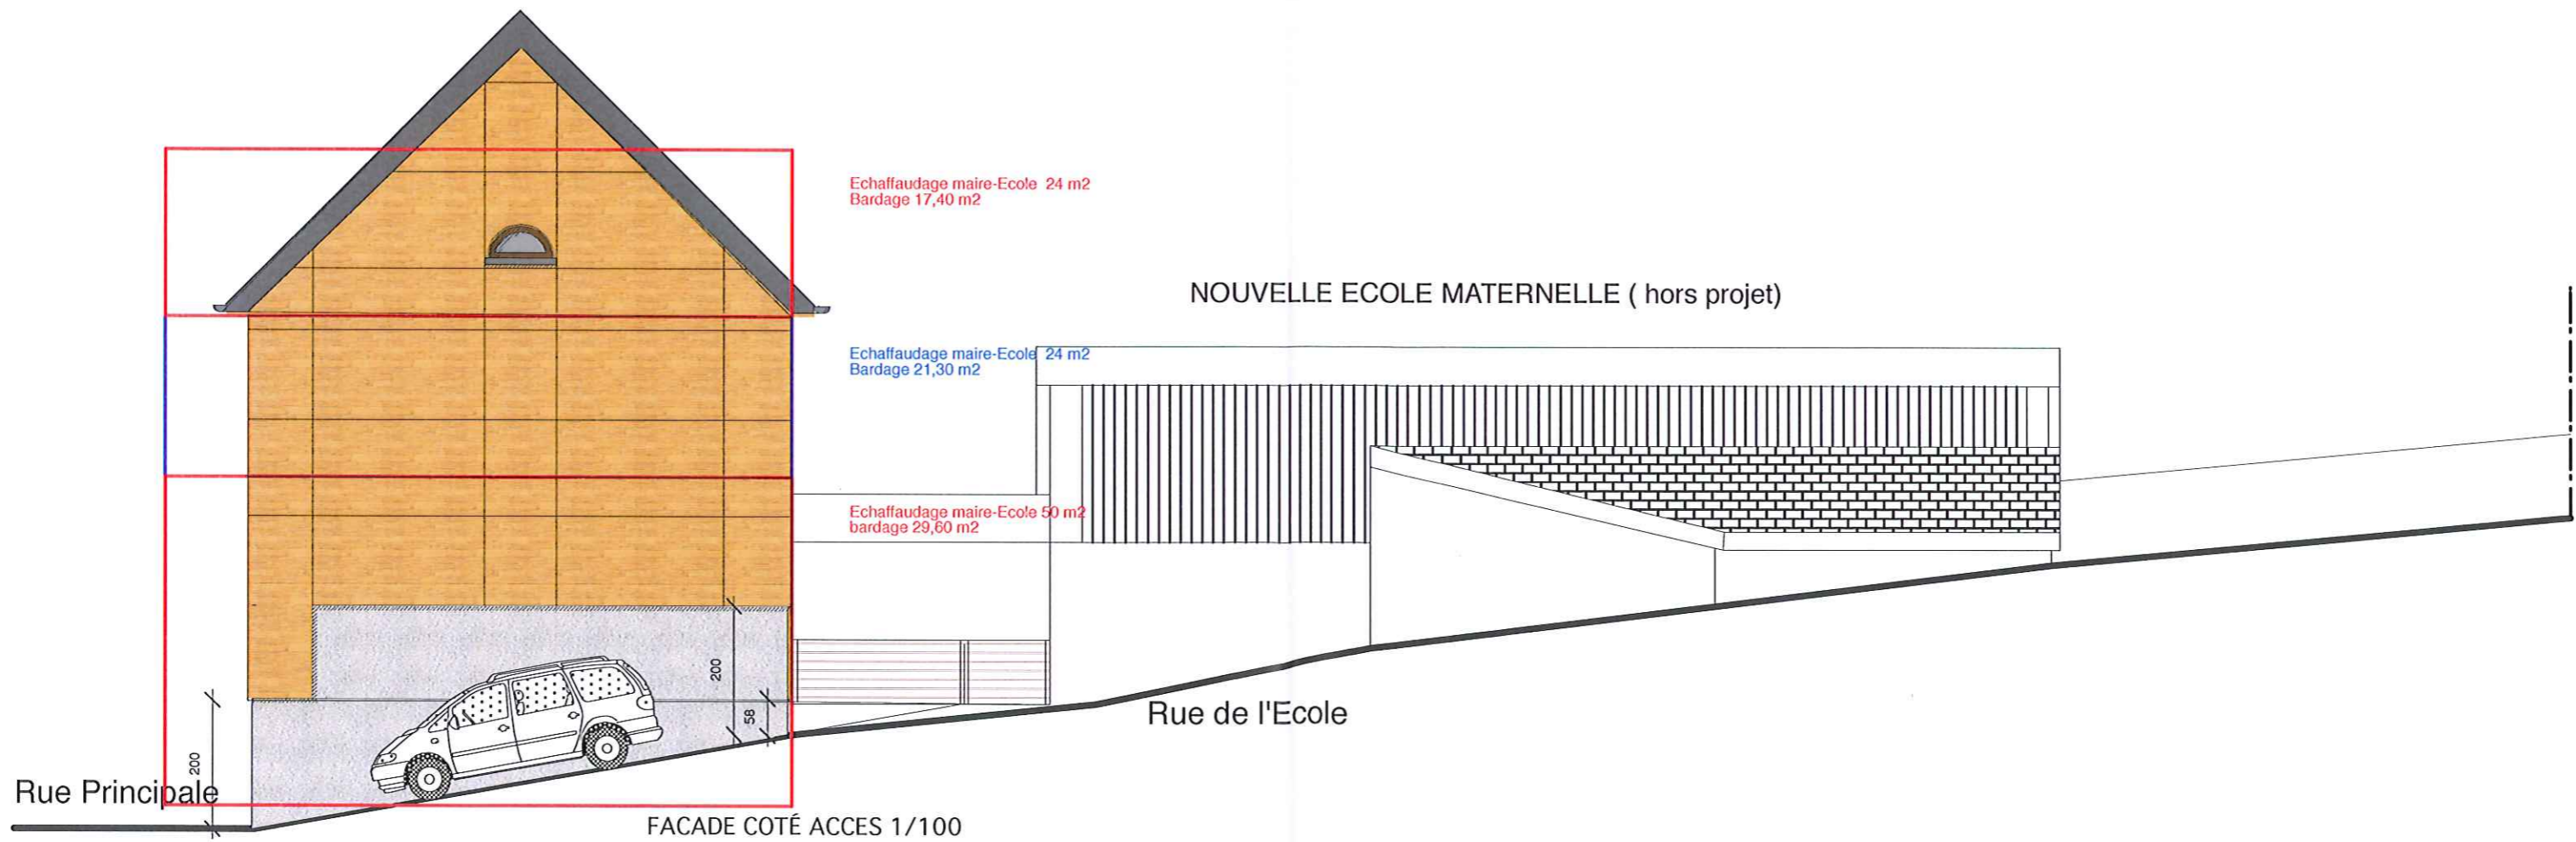 Echaffaudage maire-Ecole 24 m2
Bardage 17,40 m2
NOUVELLE ECOLE MATERNELLE ( hors projet)
Echaffaudage maire-Ecole 24 m2
Bardage 21,30 m2
Echaffaudage maire-Ecole 50 m2
bardage 29,60 m2
200
58
200
Rue de l'Ecole
Rue Principale
FACADE COTÉ ACCES 1/100